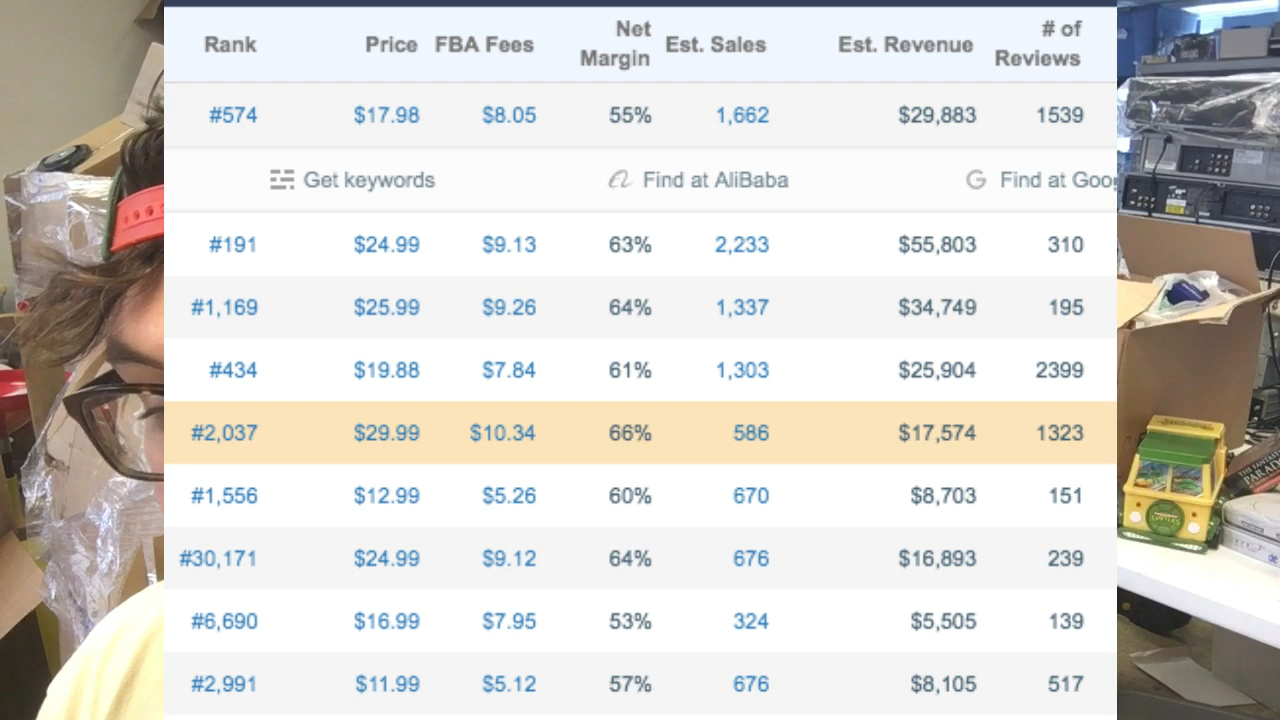 Rank Price FBA Fees Net Margin Est. Sales Est. Revenue # of Reviews
#574 $17.98 $8.05 55% 1,662 $29,883 1539
Get keywords Find at AliBaba Find at Goog
#191 $24.99 $9.13 63% 2,233 $55,803 310
#1,169 $25.99 $9.26 64% 1,337 $34,749 195
#434 $19.88 $7.84 61% 1,303 $25,904 2399
#2,037 $29.99 $10.34 66% 586 $17,574 1323
#1,556 $12.99 $5.26 60% 670 $8,703 151
#30,171 $24.99 $9.12 64% 676 $16,893 239
#6,690 $16.99 $7.95 53% 324 $5,505 139
#2,991 $11.99 $5.12 57% 676 $8,105 517